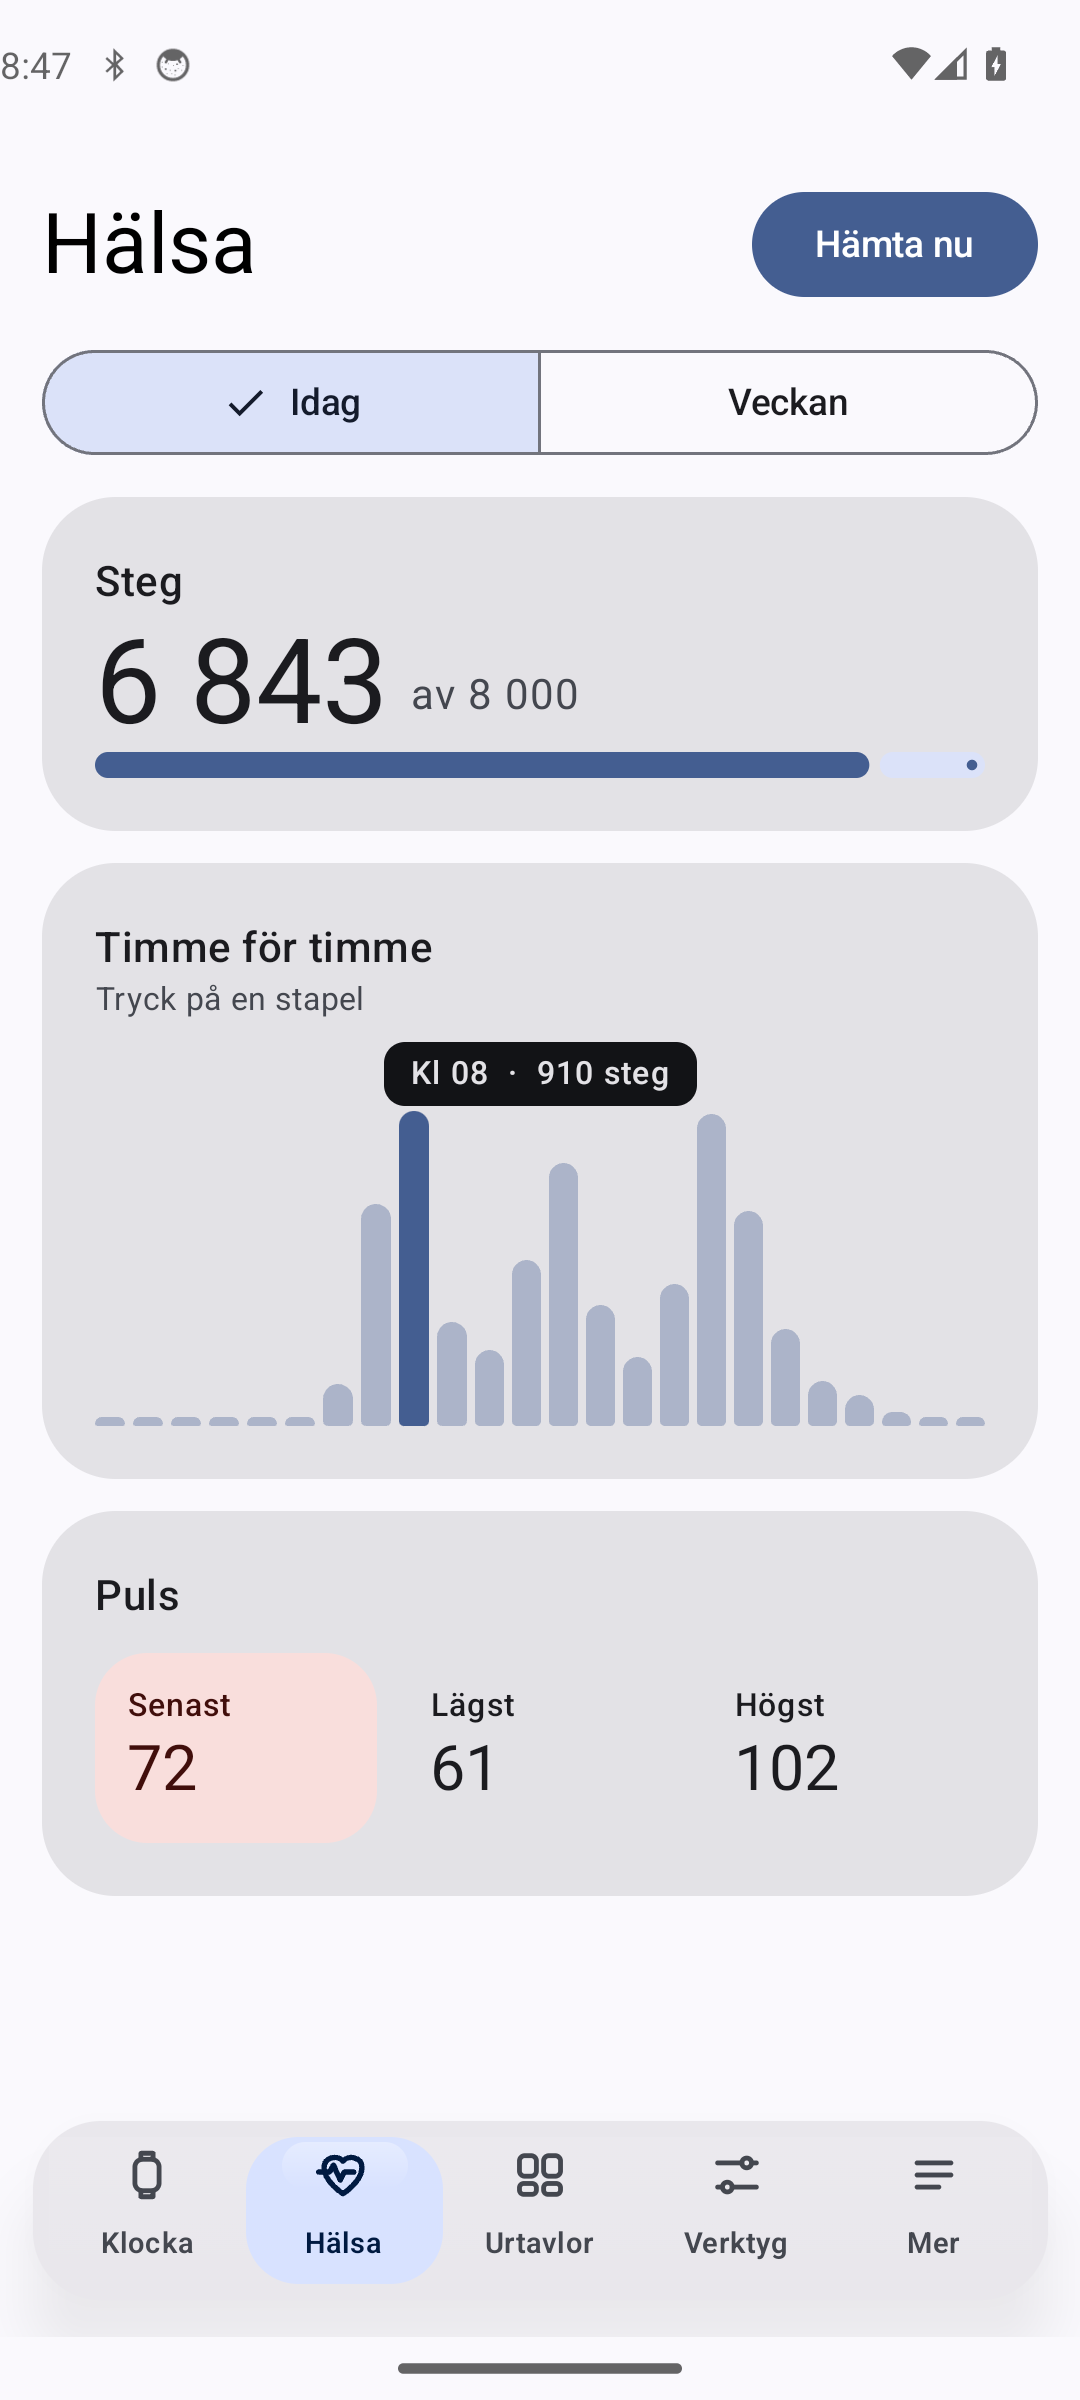 8:47
Hälsa
Hämta nu
Idag
Veckan
Steg
6 843 av 8 000
Timme för timme
Tryck på en stapel
Kl 08 · 910 steg
Puls
Senast
Lägst
Högst
72
61
102
Klocka
Hälsa
Urtavlor
Verktyg
Mer